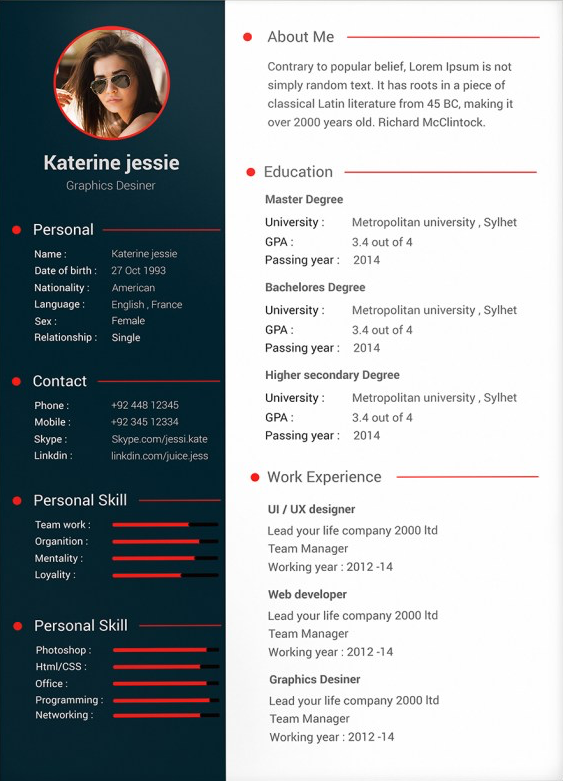 Katerine jessie
Graphics Desiner
Personal
Name : Katerine jessie
Date of birth : 27 Oct 1993
Nationality : American
Language : English , France
Sex : Female
Relationship : Single
Contact
Phone : +92 448 12345
Mobile : +92 345 12334
Skype : Skype.com/jessi.kate
Linkdin : linkdin.com/juice.jess
Personal Skill
Team work :
Organition :
Mentality :
Loyality :
Personal Skill
Photoshop :
Html/CSS :
Office :
Programming :
Networking :
About Me
Contrary to popular belief, Lorem Ipsum is not
simply random text. It has roots in a piece of
classical Latin literature from 45 BC, making it
over 2000 years old. Richard McClintock.
Education
Master Degree
University : Metropolitan university , Sylhet
GPA : 3.4 out of 4
Passing year : 2014
Bachelores Degree
University : Metropolitan university , Sylhet
GPA : 3.4 out of 4
Passing year : 2014
Higher secondary Degree
University : Metropolitan university , Sylhet
GPA : 3.4 out of 4
Passing year : 2014
Work Experience
UI / UX designer
Lead your life company 2000 ltd
Team Manager
Working year : 2012 -14
Web developer
Lead your life company 2000 ltd
Team Manager
Working year : 2012 -14
Graphics Desiner
Lead your life company 2000 ltd
Team Manager
Working year : 2012 -14